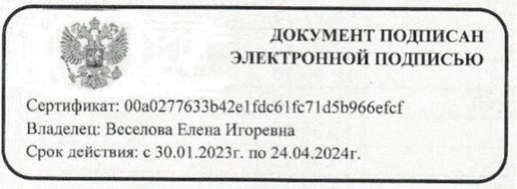 ДОКУМЕНТ ПОДПИСАН
ЭЛЕКТРОННОЙ ПОДПИСЬЮ
Сертификат: 00a0277633b42e1fdc61fc71d5b966efcf
Владелец: Веселова Елена Игоревна
Срок действия: с 30.01.2023г. по 24.04.2024г.